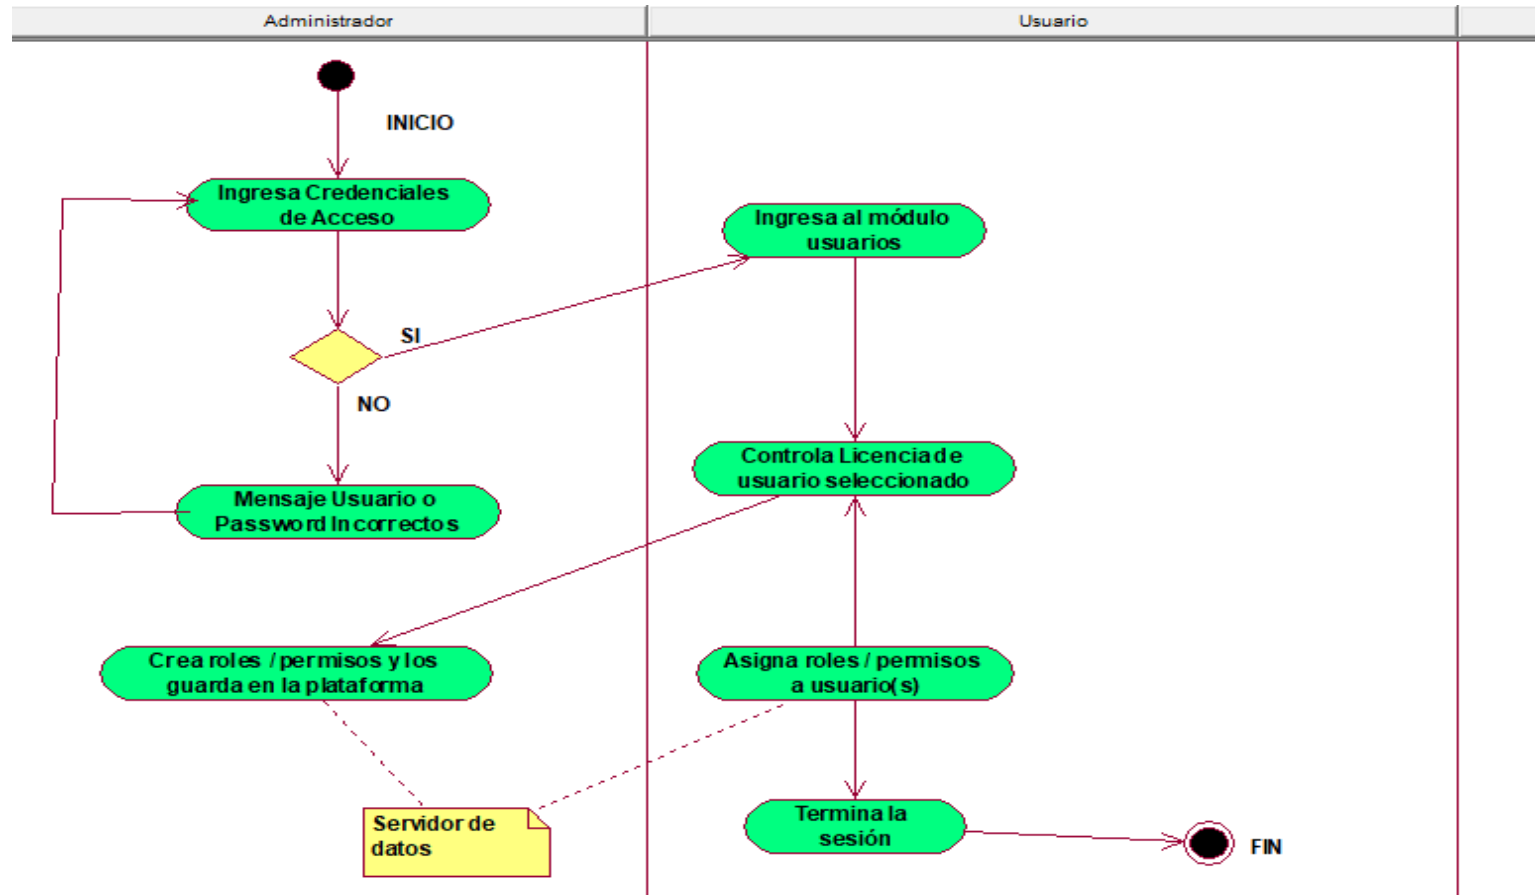 Administrador
Usuario
INICIO
Ingresa Credenciales
de Acceso
Ingresa al módulo
usuarios
SI
NO
Controla Licencia de
usuario seleccionado
Mensaje Usuario o
Password Incorrectos
Crea roles / permisos y los
guarda en la plataforma
Asigna roles / permisos
a usuario(s)
Servidor de
datos
Termina la
sesión
FIN